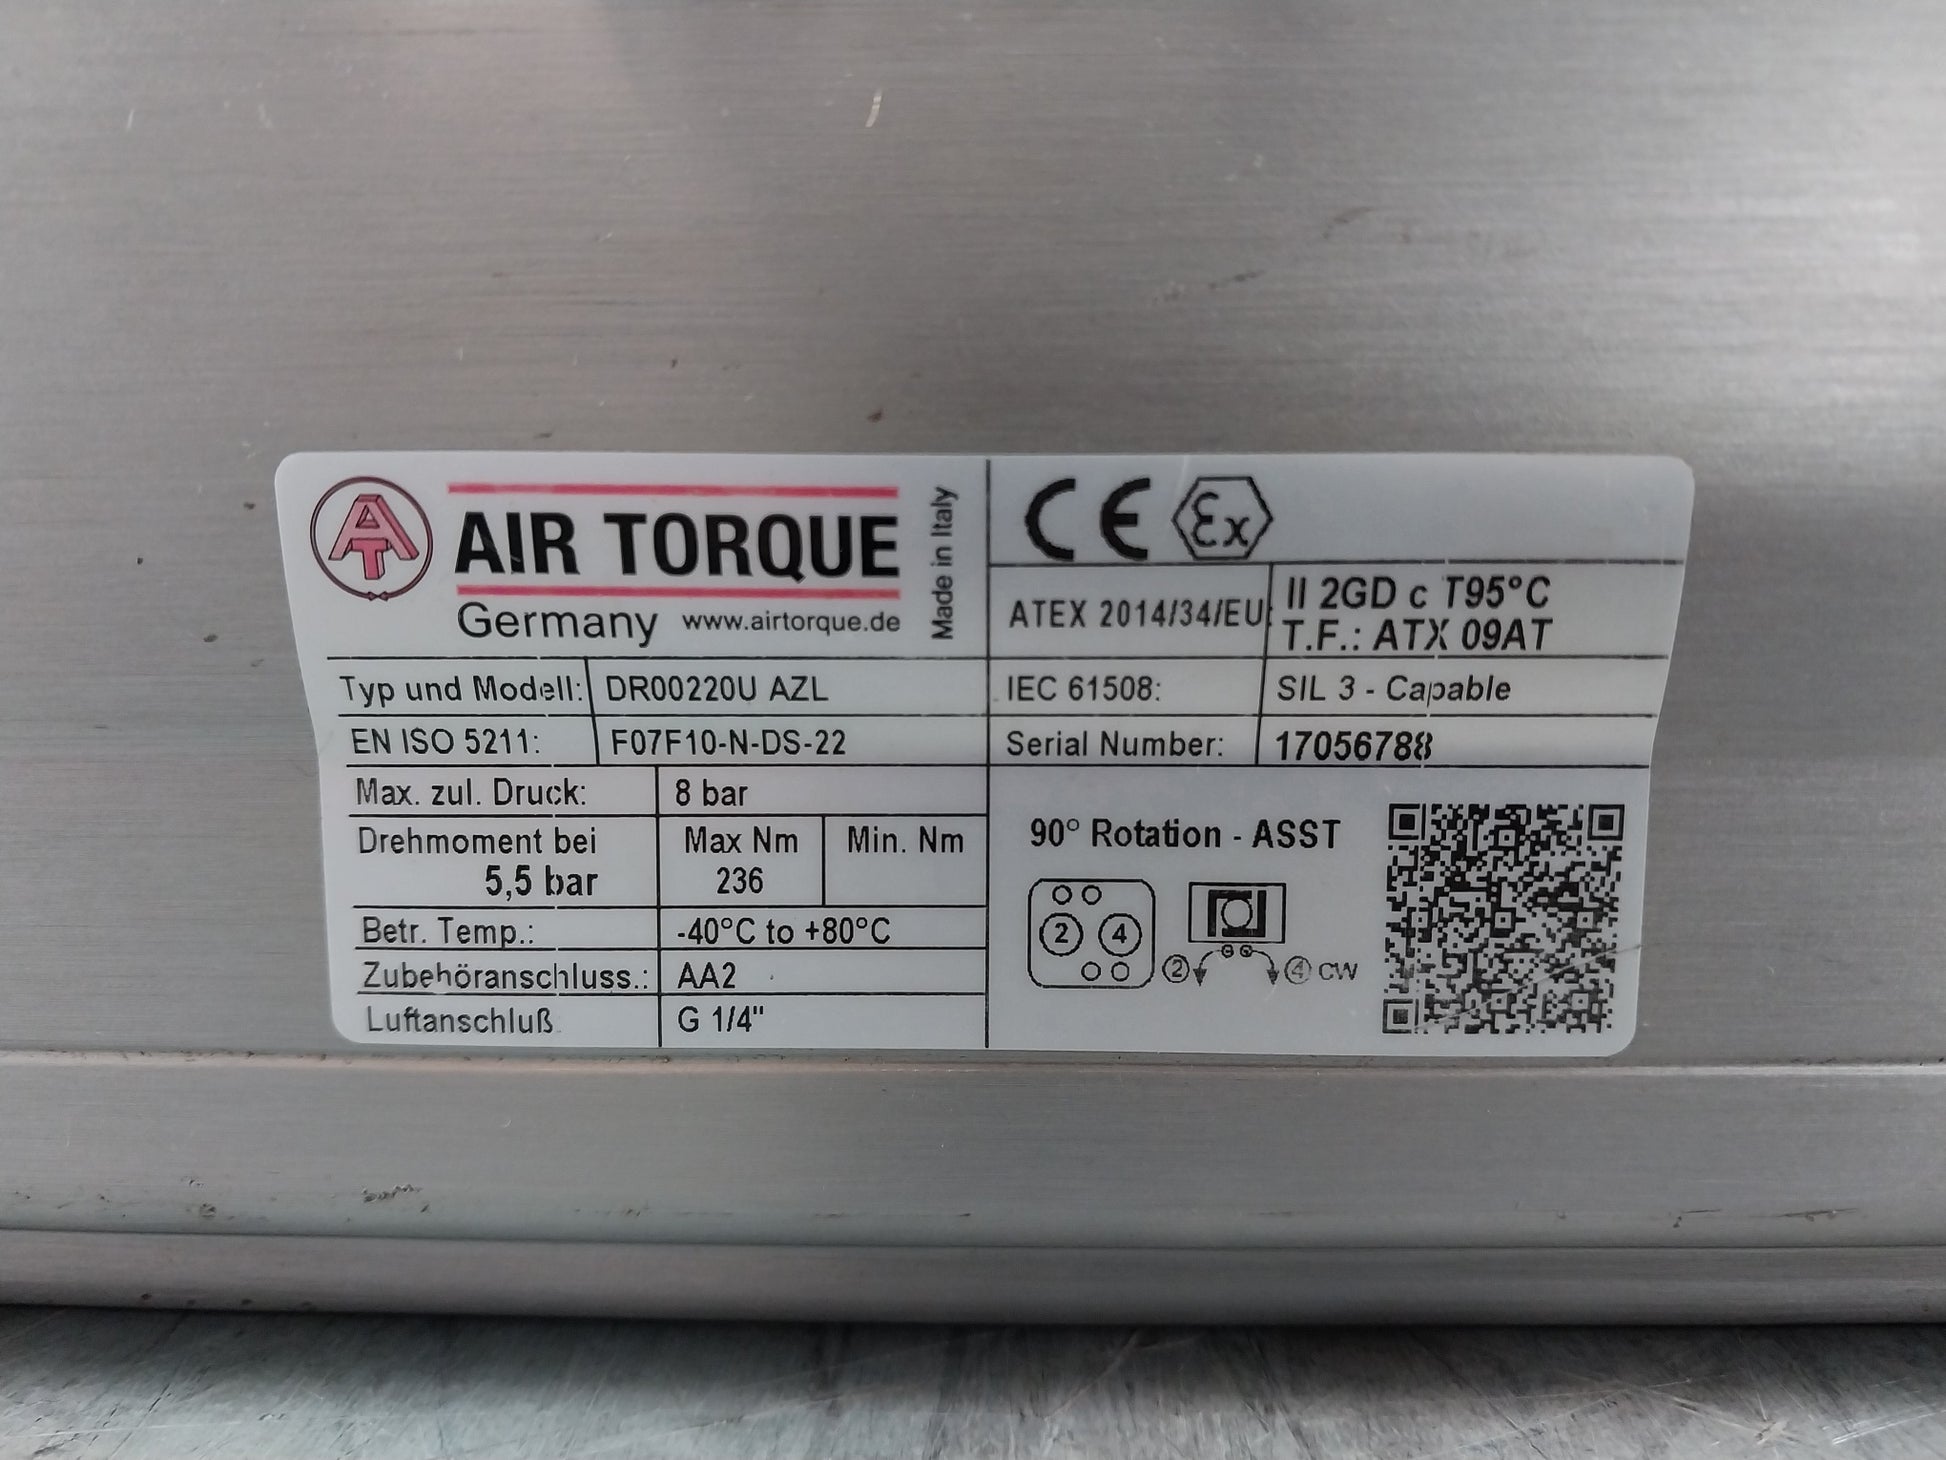 AT
AIR TORQUE
Germany www.airtorque.de
Made in Italy
CE Ex
ATEX 2014/34/EU: II 2GD c T95°C
T.F.: ATX 09AT
Typ und Modell: DR00220U AZL
IEC 61508: SIL 3 - Capable
EN ISO 5211: F07F10-N-DS-22
Serial Number: 17056788
Max. zul. Druck: 8 bar
Drehmoment bei Max Nm Min. Nm
5,5 bar 236
Betr. Temp.: -40°C to +80°C
Zubehöranschluss.: AA2
Luftanschluß G 1/4"
90° Rotation - ASST
2 4
2 4 CW